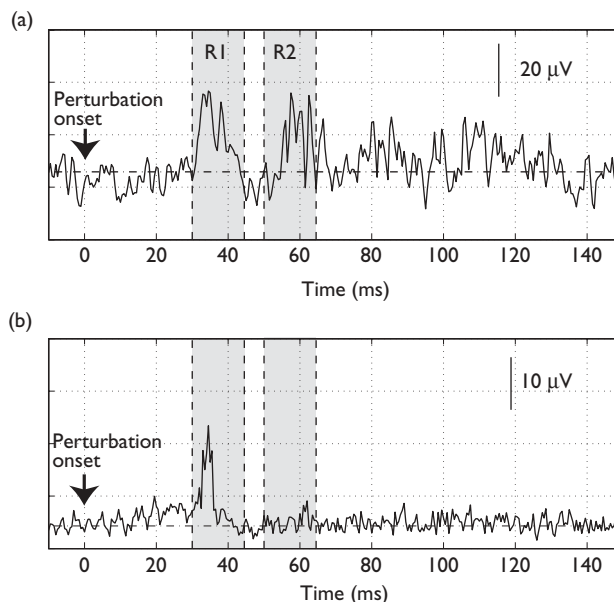 (a)
R1 R2
20 μV
Perturbation
onset
0 20 40 60 80 100 120 140
Time (ms)
(b)
10 μV
Perturbation
onset
0 20 40 60 80 100 120 140
Time (ms)